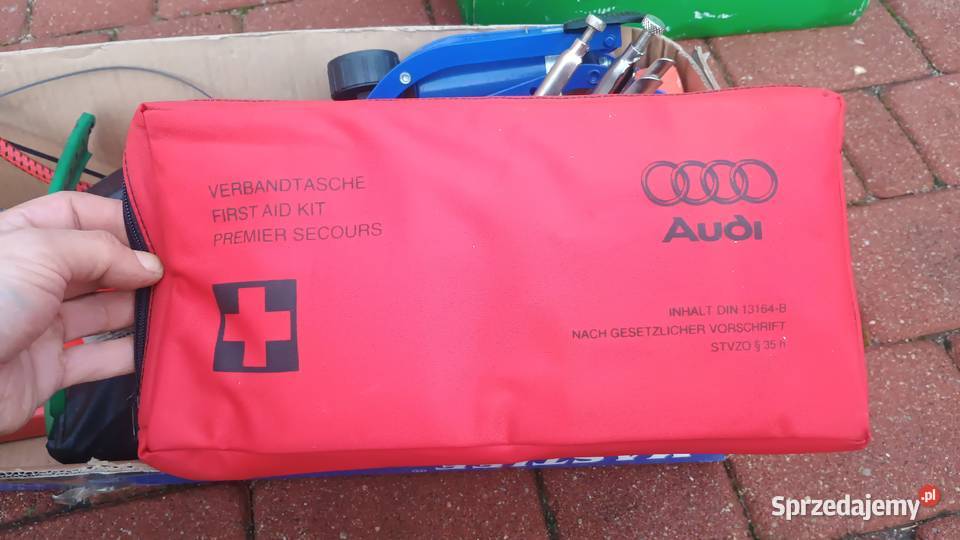 VERBANDTASCHE
FIRST AID KIT
PREMIER SECOURS
Audi
INHALT DIN 13164-B
NACH GESETZLICHER VORSCHRIFT
STVZO § 35 h
Sprzedajemy.pl